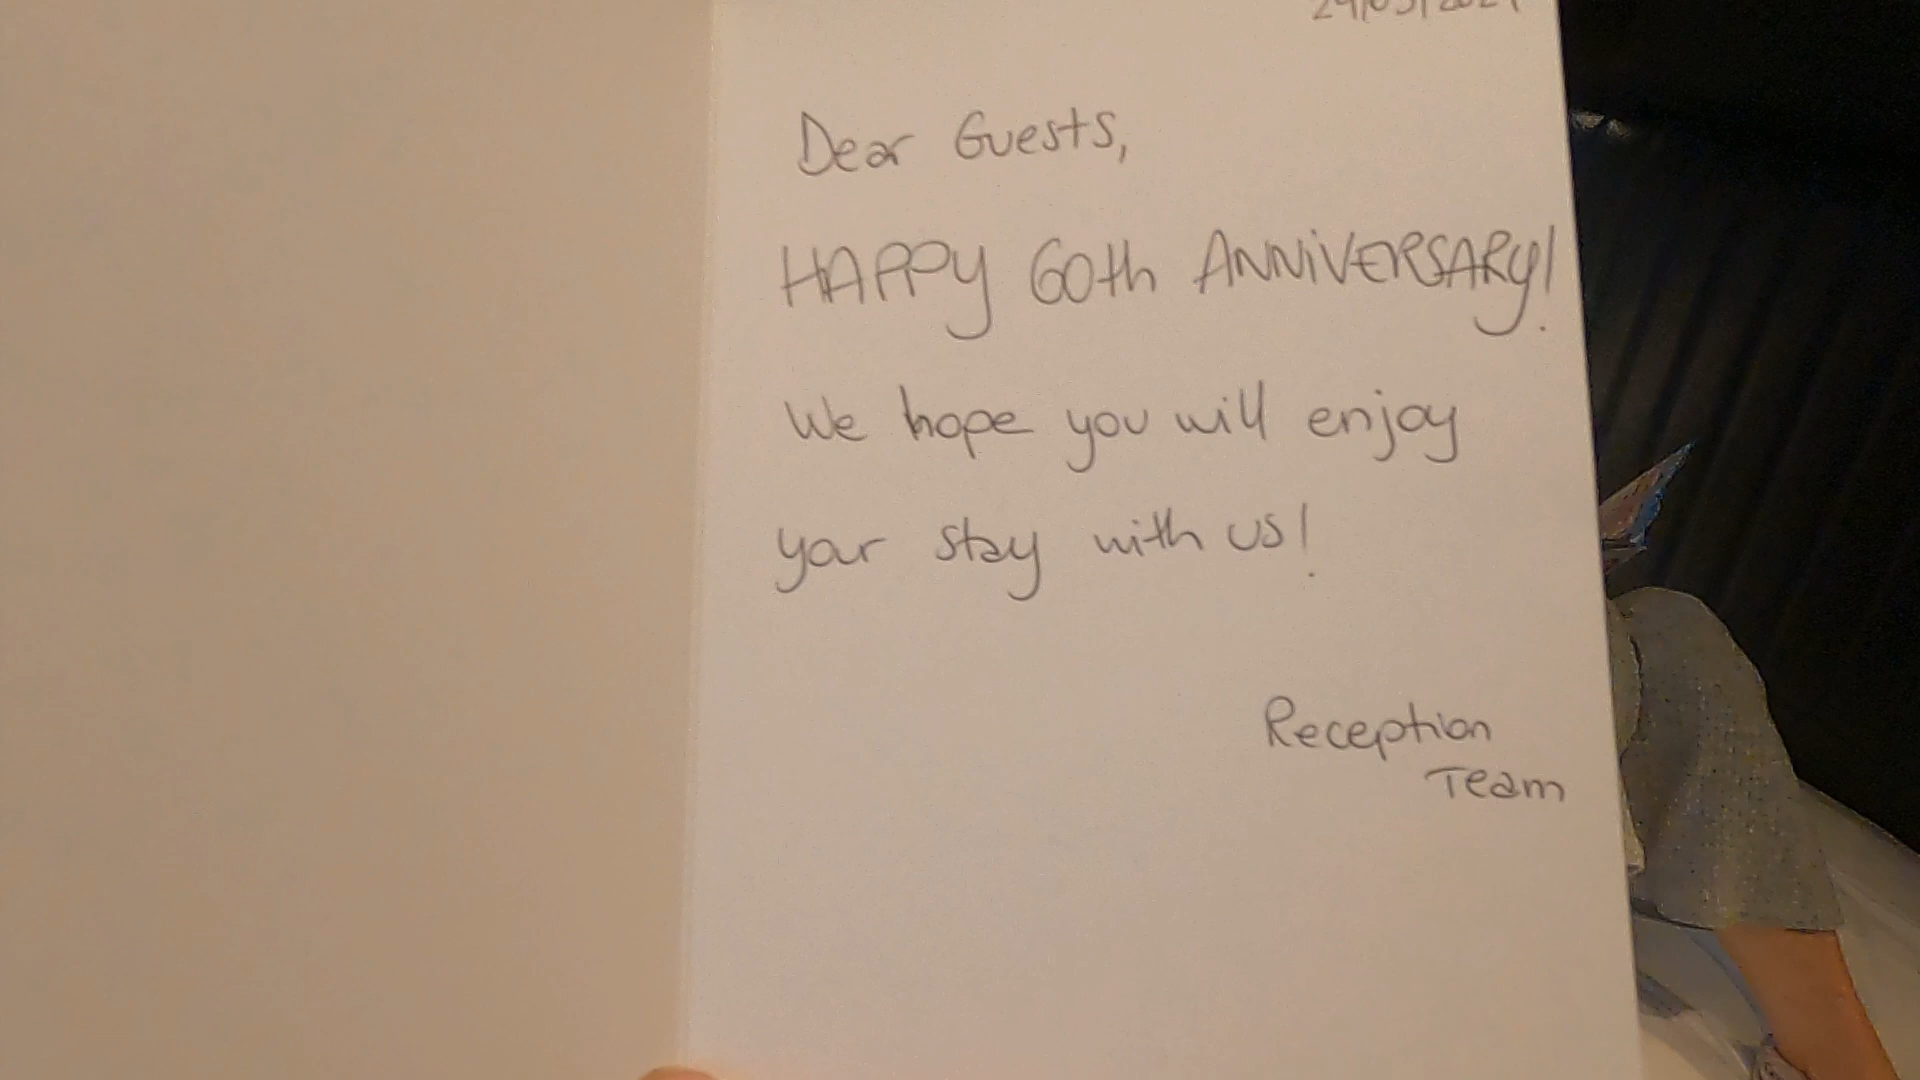 Dear Guests,
HAPPY 60th ANNiVERSARY!
We hope you will enjoy
your stay with us!
Reception
Team